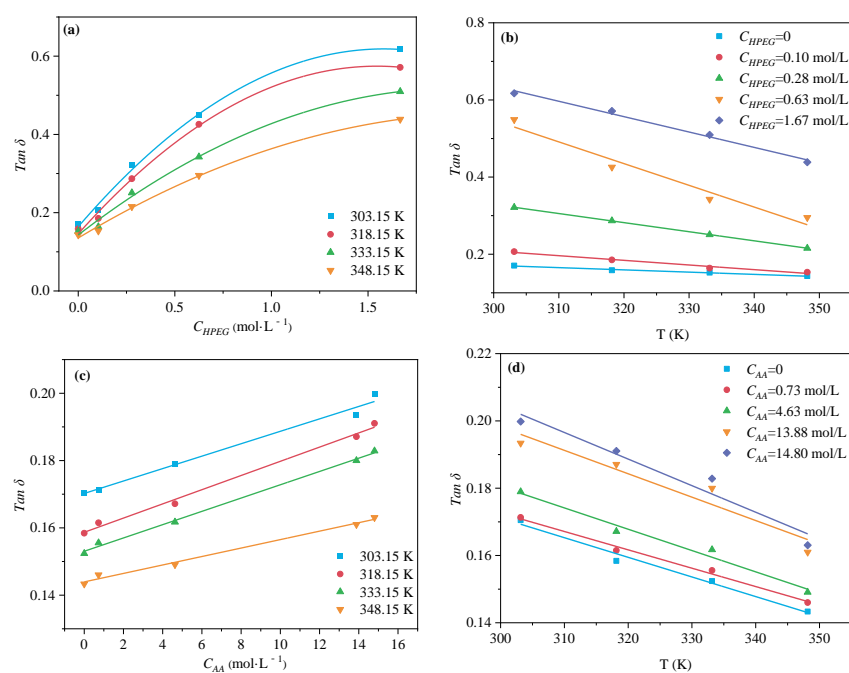 (a)
Tan δ
0.6
0.4
0.2
0.0
0.0 0.5 1.0 1.5
C_HPEG (mol·L⁻¹)
303.15 K
318.15 K
333.15 K
348.15 K
(b)
Tan δ
0.8
0.6
0.4
0.2
300 310 320 330 340 350
T (K)
C_HPEG=0
C_HPEG=0.10 mol/L
C_HPEG=0.28 mol/L
C_HPEG=0.63 mol/L
C_HPEG=1.67 mol/L
(c)
Tan δ
0.20
0.18
0.16
0.14
0 2 4 6 8 10 12 14 16
C_AA (mol·L⁻¹)
303.15 K
318.15 K
333.15 K
348.15 K
(d)
Tan δ
0.22
0.20
0.18
0.16
0.14
300 310 320 330 340 350
T (K)
C_AA=0
C_AA=0.73 mol/L
C_AA=4.63 mol/L
C_AA=13.88 mol/L
C_AA=14.80 mol/L